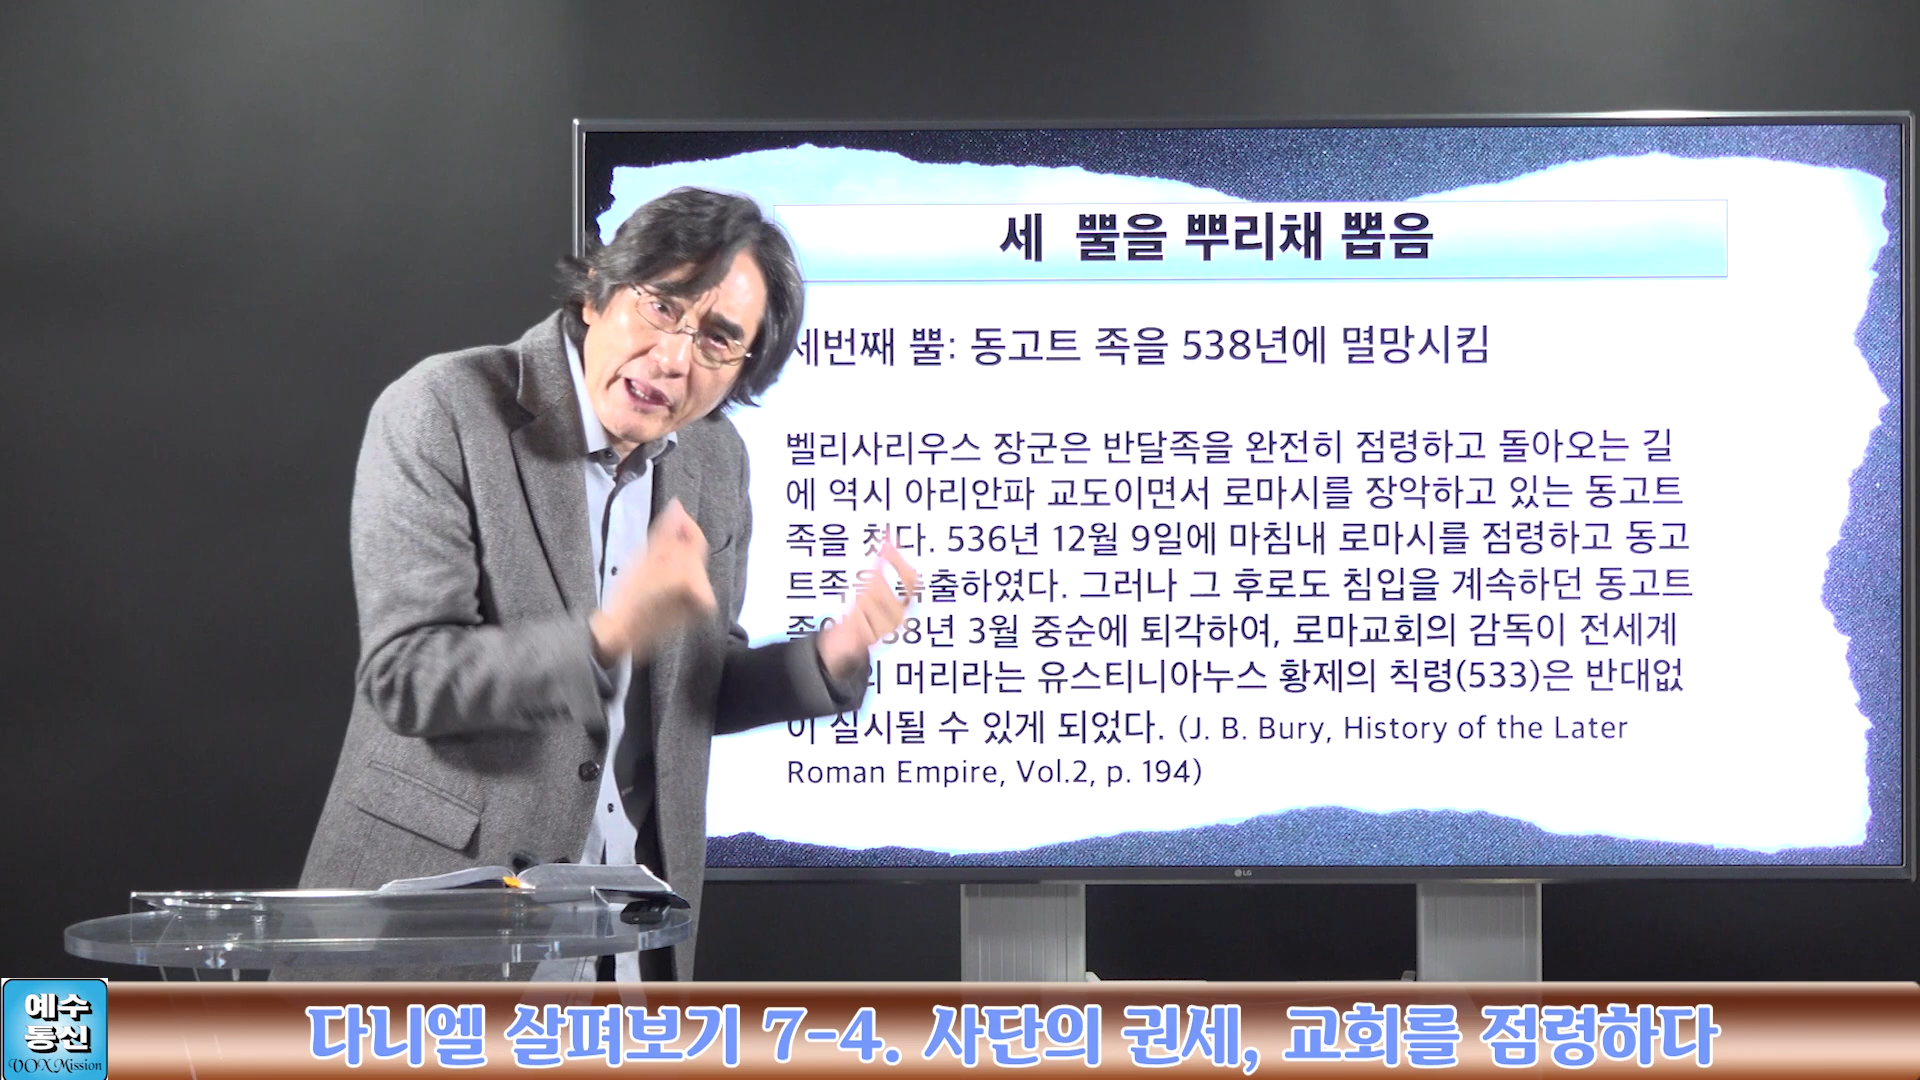 세 뿔을 뿌리채 뽑음
세번째 뿔: 동고트 족을 538년에 멸망시킴
벨리사리우스 장군은 반달족을 완전히 점령하고 돌아오는 길
에 역시 아리안파 교도이면서 로마시를 장악하고 있는 동고트
족을 쳤다. 536년 12월 9일에 마침내 로마시를 점령하고 동고
트족을 축출하였다. 그러나 그 후로도 침입을 계속하던 동고트
38년 3월 중순에 퇴각하여, 로마교회의 감독이 전세계
머리라는 유스티니아누스 황제의 칙령(533)은 반대없
이 실시될 수 있게 되었다. (J. B. Bury, History of the Later
Roman Empire, Vol.2, p. 194)
LG
예수
통신
VOX Mission
다니엘 살펴보기 7-4. 사단의 권세, 교회를 점령하다